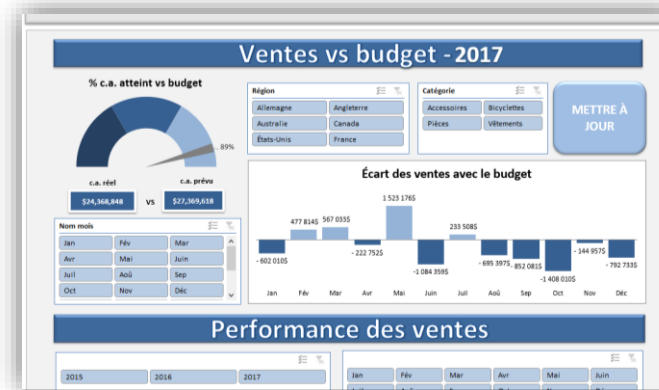 Ventes vs budget - 2017
% c.a. atteint vs budget
89%
c.a. réel
c.a. prévu
$24,368,848
vs
$27,369,618
Région
Allemagne
Angleterre
Australie
Canada
États-Unis
France
Catégorie
Accessoires
Bicyclettes
Pièces
Vêtements
METTRE À
JOUR
Nom mois
Jan
Fév
Mar
Avr
Mai
Juin
Juil
Aoû
Sep
Oct
Nov
Déc
Écart des ventes avec le budget
- 602 010$
477 814$
567 033$
- 222 752$
1 523 176$
-1 084 359$
233 508$
- 695 397$
- 852 081$
-1 408 010$
- 144 957$
- 792 733$
Jan Fév Mar Avr Mai Juin Juil Aoû Sep Oct Nov Déc
Performance des ventes
2015
2016
2017
Jan
Fév
Mar
Avr
Mai
Juin